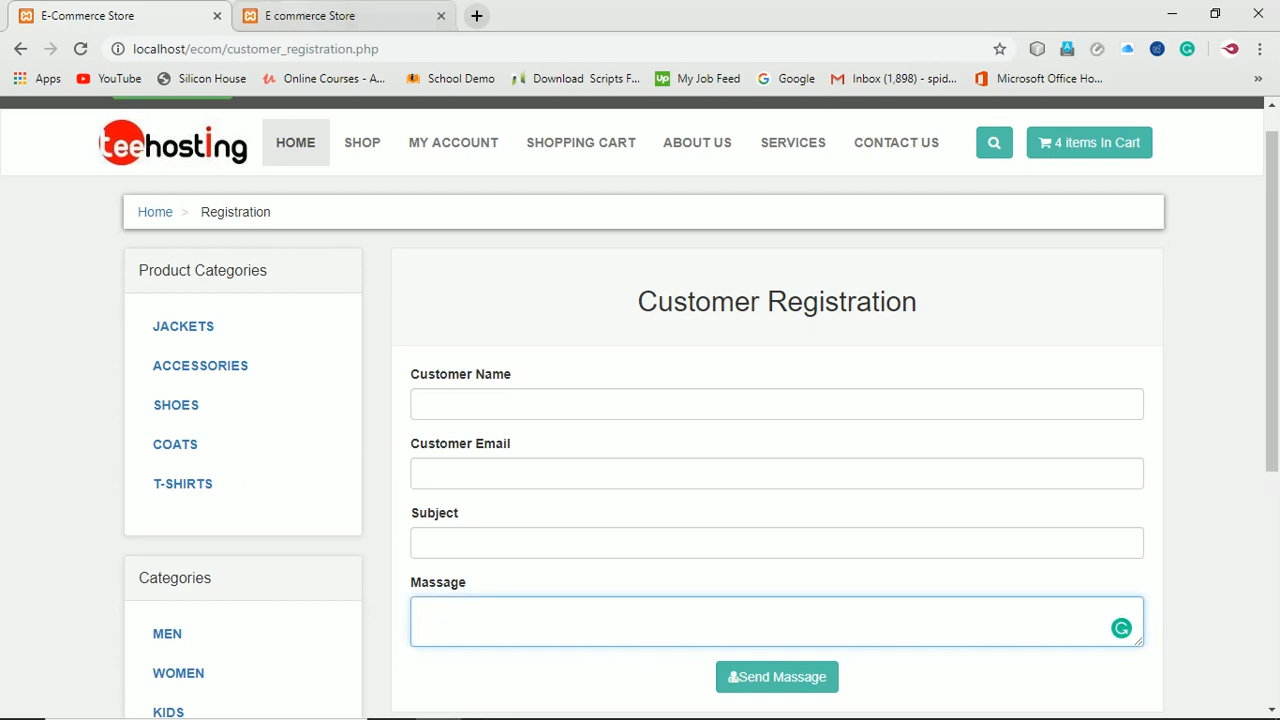 E-Commerce Store
E commerce Store
localhost/ecom/customer_registration.php
Apps YouTube Silicon House Online Courses - A... School Demo Download Scripts F... Up My Job Feed Google Inbox (1,898) - spid... Microsoft Office Ho... »
teehosting HOME SHOP MY ACCOUNT SHOPPING CART ABOUT US SERVICES CONTACT US 4 items In Cart
Home > Registration
Product Categories
JACKETS
ACCESSORIES
SHOES
COATS
T-SHIRTS
Categories
MEN
WOMEN
KIDS
Customer Registration
Customer Name
Customer Email
Subject
Massage
Send Massage